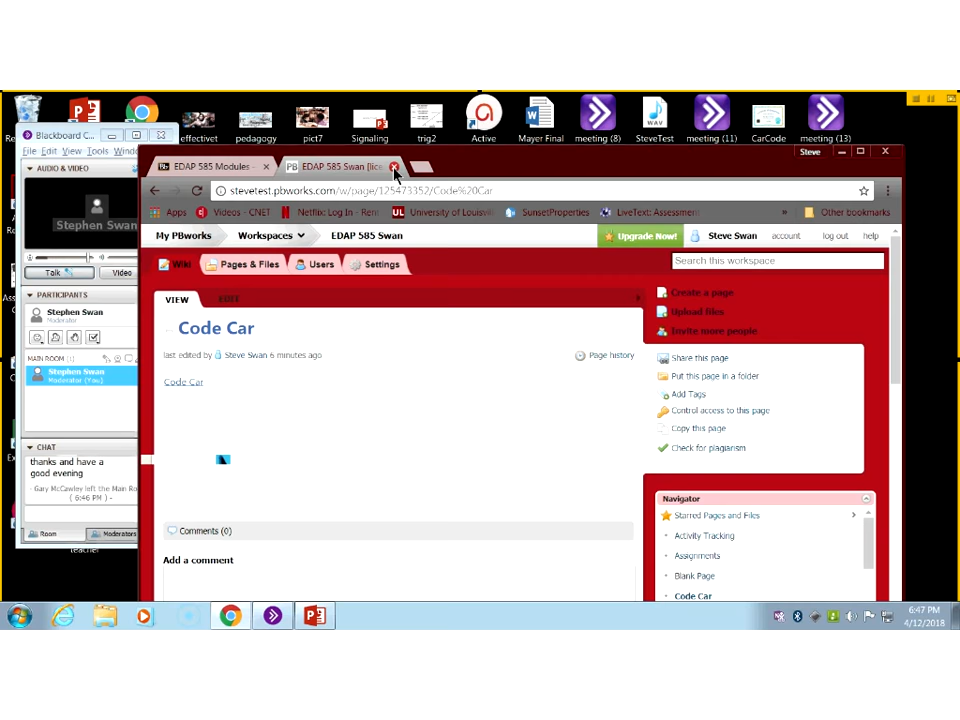 effectivet
pedagogy
pict7
Signaling
trig2
Active
Mayer Final
meeting (8)
SteveTest
meeting (11)
CarCode
meeting (13)
Blackboard C...
File Edit View Tools Windo
AUDIO & VIDEO
Stephen Swan
Talk
Video
PARTICIPANTS
Stephen Swan
Moderator
MAIN ROOM (1)
Stephen Swan
Moderator (You)
CHAT
thanks and have a
good evening
- Gary McCawley left the Main Ro
( 6:46 PM ) -
Room
Moderators
teacher
Steve
Bb EDAP 585 Modules -
PB EDAP 585 Swan [lice
stevetest.pbworks.com/w/page/125473352/Code%20Car
Apps
Videos - CNET
Netflix: Log In - Rent
UL University of Louisvill
SunsetProperties
LiveText: Assessment
»
Other bookmarks
My PBworks
Workspaces
EDAP 585 Swan
Upgrade Now!
Steve Swan
account
log out
help
Wiki
Pages & Files
Users
Settings
Search this workspace
VIEW
EDIT
Code Car
last edited by Steve Swan 6 minutes ago
Page history
Code Car
Comments (0)
Add a comment
Create a page
Upload files
Invite more people
Share this page
Put this page in a folder
Add Tags
Control access to this page
Copy this page
Check for plagiarism
Navigator
Starred Pages and Files
Activity Tracking
Assignments
Blank Page
Code Car
6:47 PM
4/12/2018